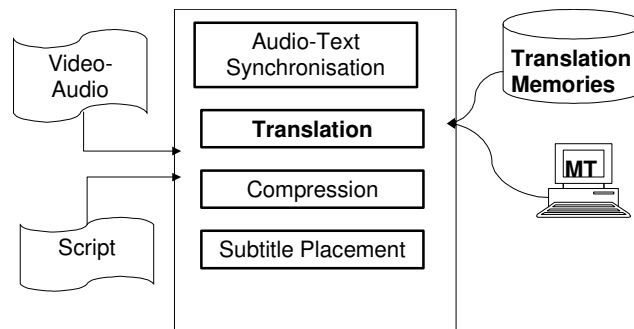 Video-
Audio
Script
Audio-Text
Synchronisation
Translation
Compression
Subtitle Placement
Translation
Memories
MT